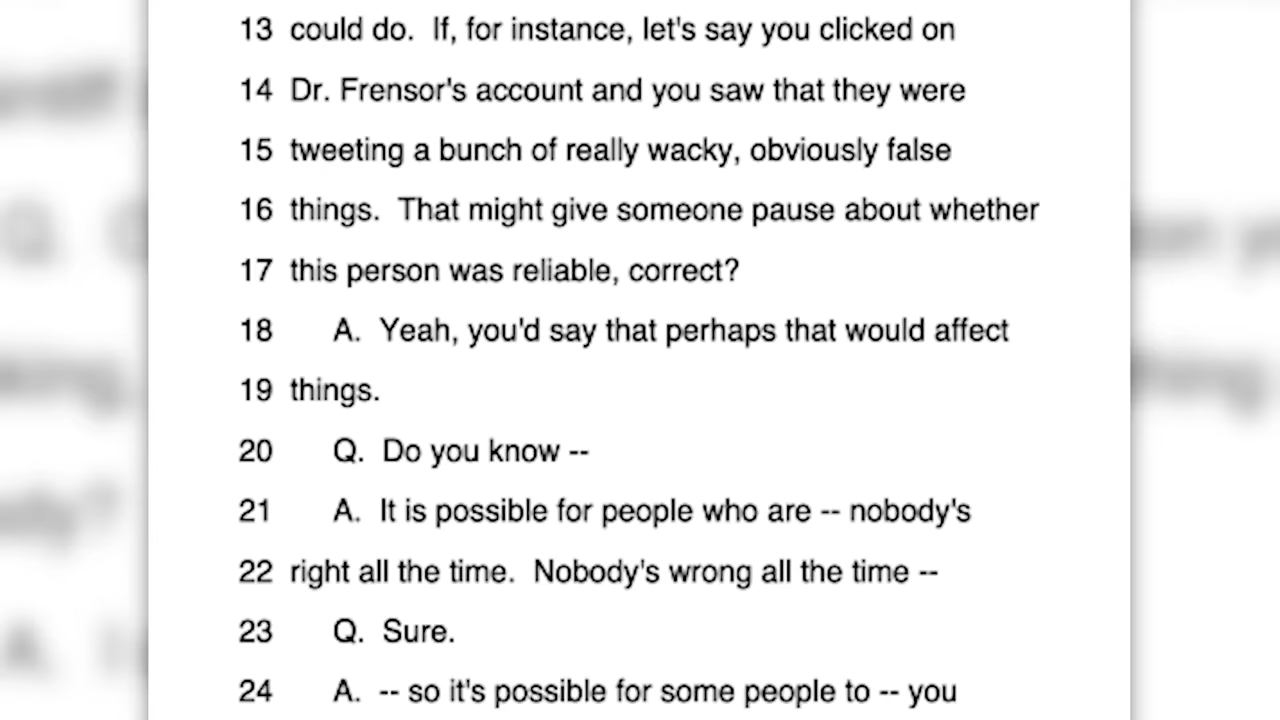 13 could do. If, for instance, let's say you clicked on
14 Dr. Frensor's account and you saw that they were
15 tweeting a bunch of really wacky, obviously false
16 things. That might give someone pause about whether
17 this person was reliable, correct?
18 A. Yeah, you'd say that perhaps that would affect
19 things.
20 Q. Do you know --
21 A. It is possible for people who are -- nobody's
22 right all the time. Nobody's wrong all the time --
23 Q. Sure.
24 A. -- so it's possible for some people to -- you